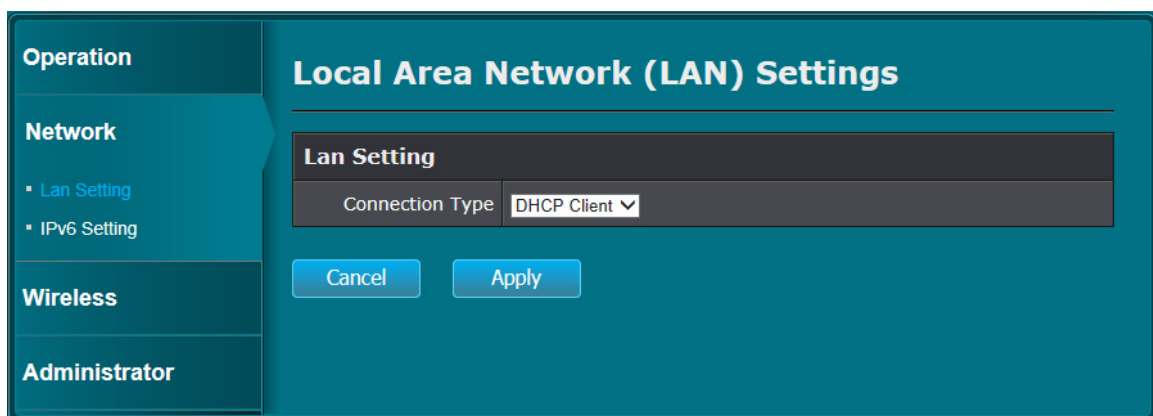 Operation
Network
Lan Setting
IPv6 Setting
Wireless
Administrator
Local Area Network (LAN) Settings
Lan Setting
Connection Type DHCP Client
Cancel Apply